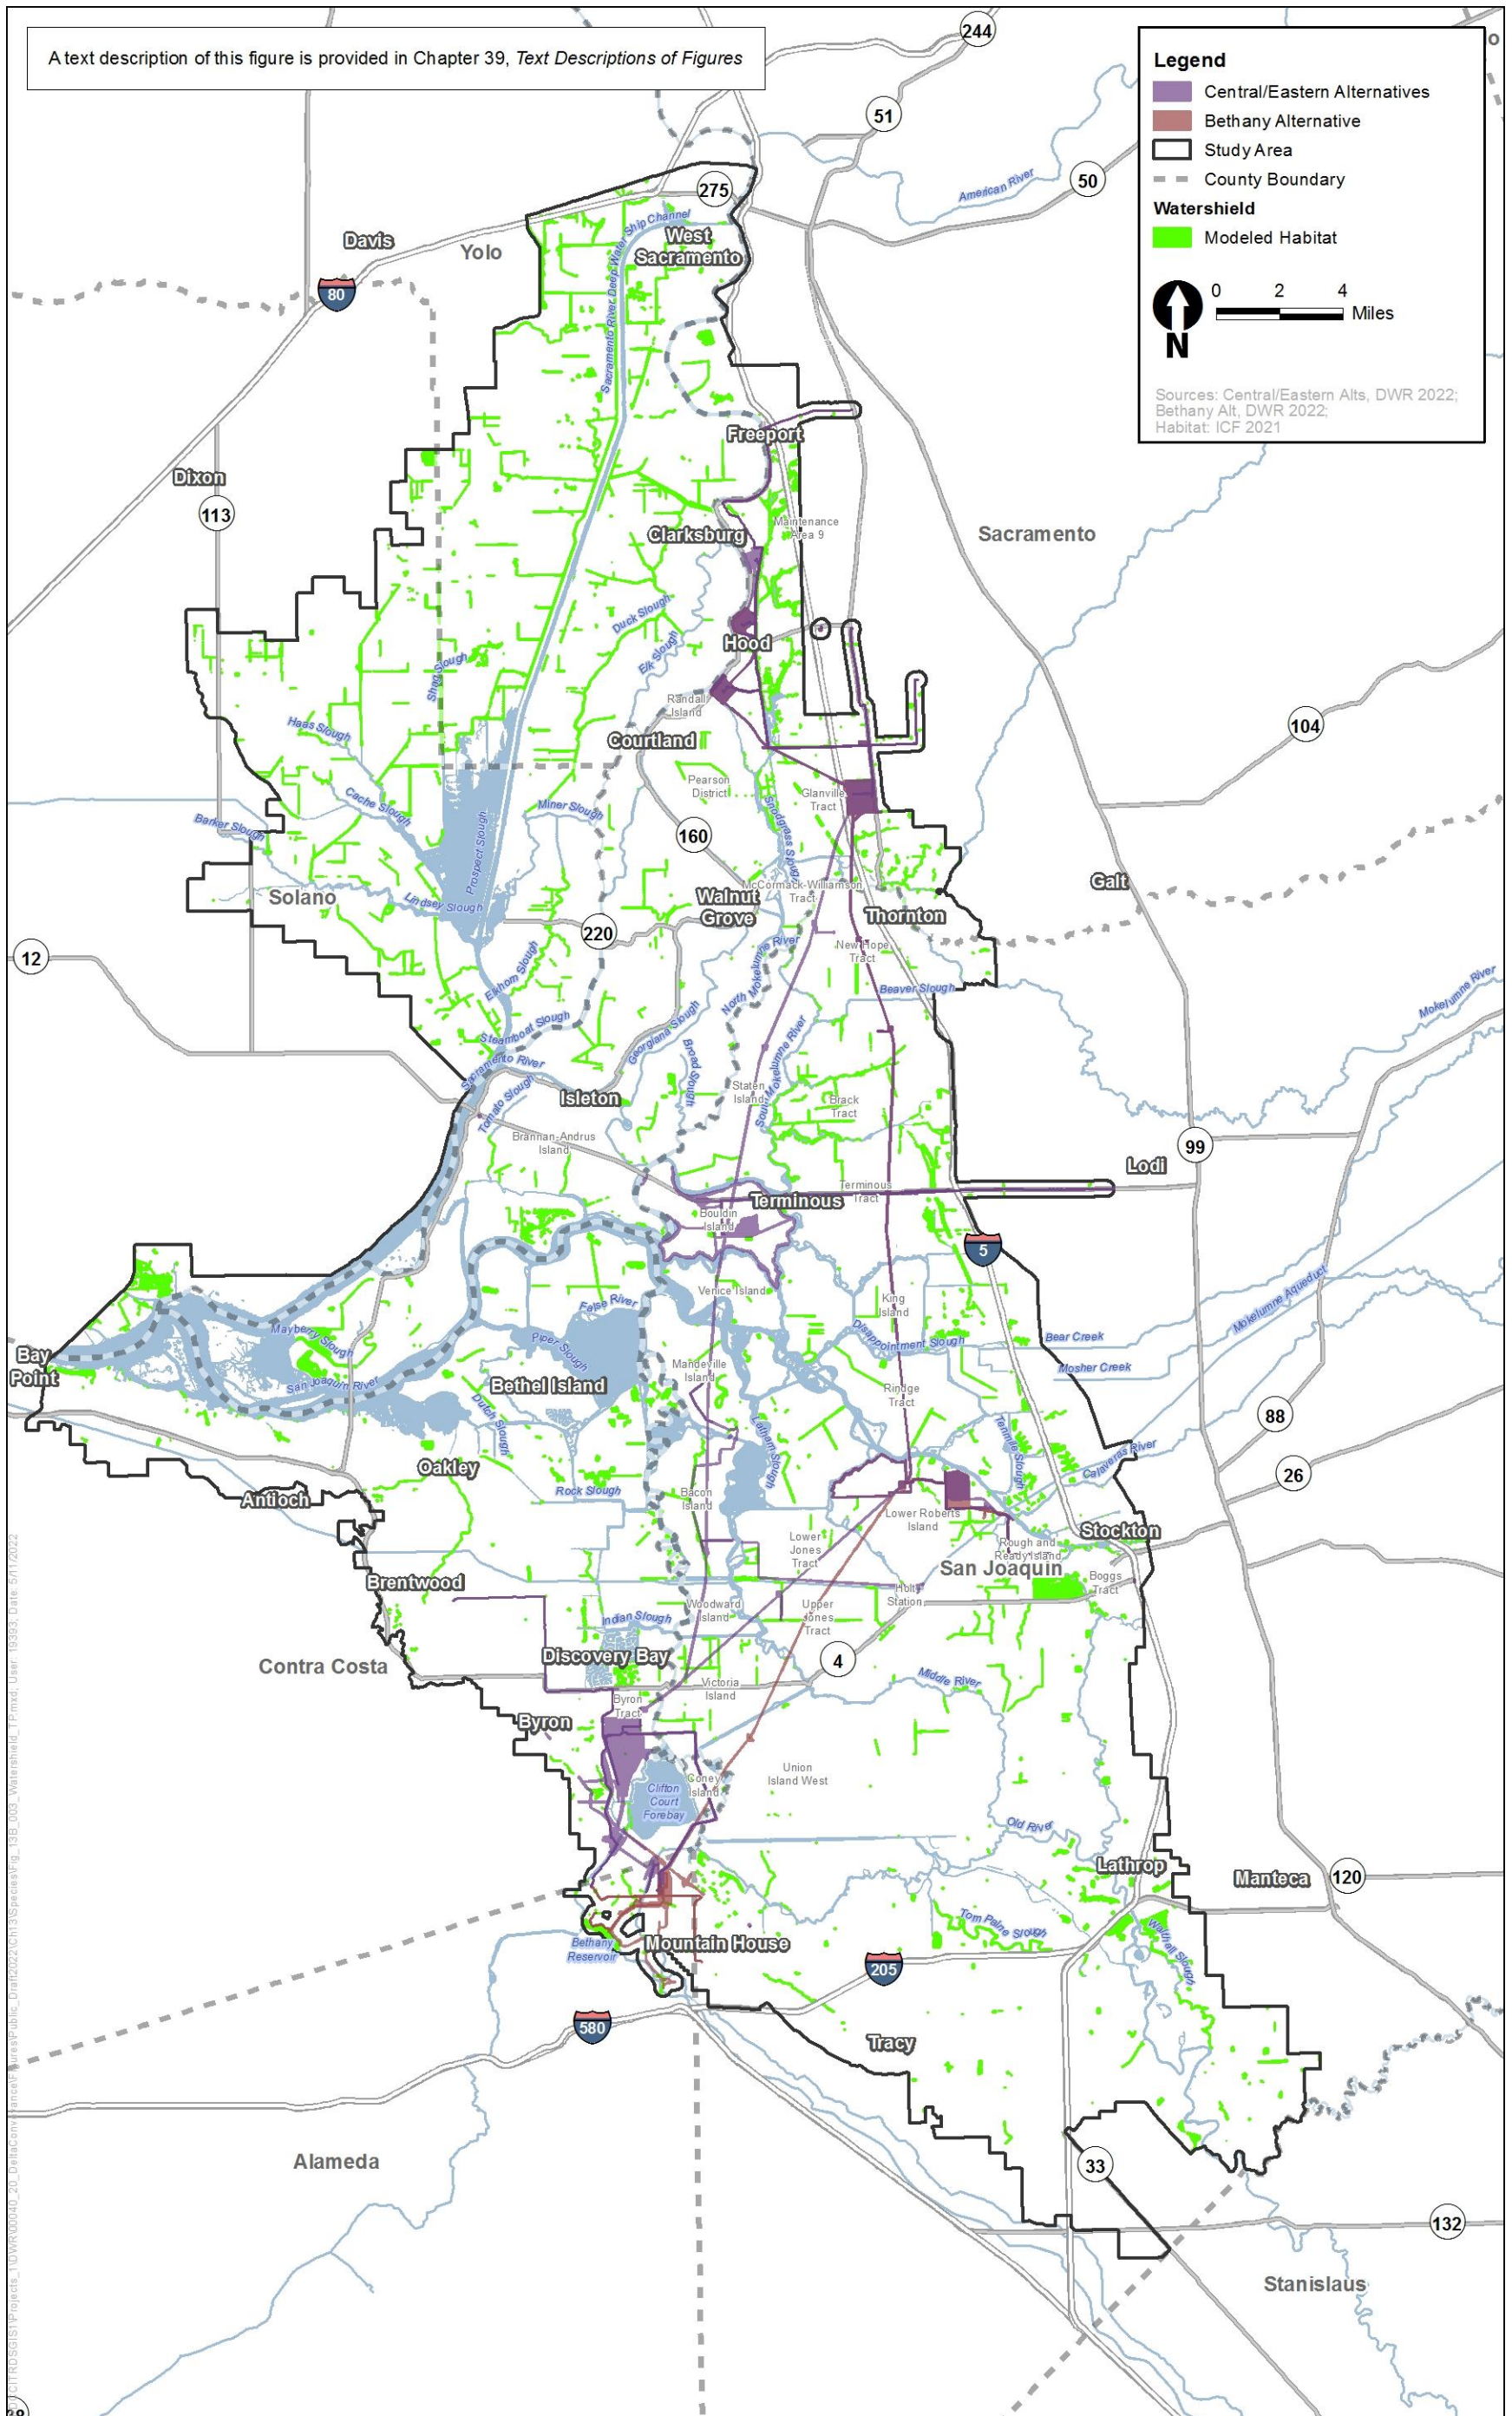 A text description of this figure is provided in Chapter 39, Text Descriptions of Figures
Legend
Central/Eastern Alternatives
Bethany Alternative
Study Area
County Boundary
Watershield
Modeled Habitat
0 2 4
Miles
N
Sources: Central/Eastern Alts, DWR 2022;
Bethany Alt, DWR 2022;
Habitat: ICF 2021
244
51
50
American River
275
Sacramento River Deep Water Ship Channel
West
Sacramento
Davis
Yolo
80
Freeport
Dixon
113
Clarksburg
Maintenance
Area 9
Sacramento
Duck Slough
Elk Slough
Hood
Shag Slough
Randall
Island
Haas Slough
Courtland
104
Pearson
District
Glanville
Tract
Cache Slough
Miner Slough
Snodgrass Slough
Barker Slough
Prospect Slough
160
Galt
McCormack-Williamson
Tract
Solano
Lindsey Slough
Walnut
Grove
Thornton
220
12
New Hope
Tract
North Mokelumne River
Elkhorn Slough
Beaver Slough
Mokelumne River
Steamboat Slough
Georgiana Slough
Sacramento River
Broad Slough
South Mokelumne River
Staten
Island
Brack
Tract
Tomato Slough
Isleton
Brannan-Andrus
Island
99
Lodi
Terminous
Terminous
Tract
Bouldin
Island
5
Venice Island
King
Island
False River
Mokelumne Aqueduct
Disappointment Slough
Bear Creek
Mosher Creek
Mayberry Slough
Piper Slough
Bay
Point
San Joaquin River
Bethel Island
Mandeville
Island
Rindge
Tract
88
Dutch Slough
Latham Slough
Tenmile Slough
Calaveras River
26
Oakley
Antioch
Rock Slough
Bacon
Island
Lower Roberts
Island
Stockton
Lower
Jones
Tract
Rough and
Ready Island
San Joaquin
Boggs
Tract
Brentwood
Holt
Station
Woodward
Island
Upper
Jones
Tract
Indian Slough
Discovery Bay
Contra Costa
4
Middle River
Victoria
Island
Byron
Tract
Byron
Union
Island West
Coney
Island
Clifton
Court
Forebay
Old River
Lathrop
Manteca
120
Tom Paine Slough
Walthall Slough
Bethany
Reservoir
Mountain House
205
580
Tracy
Alameda
33
132
Stanislaus